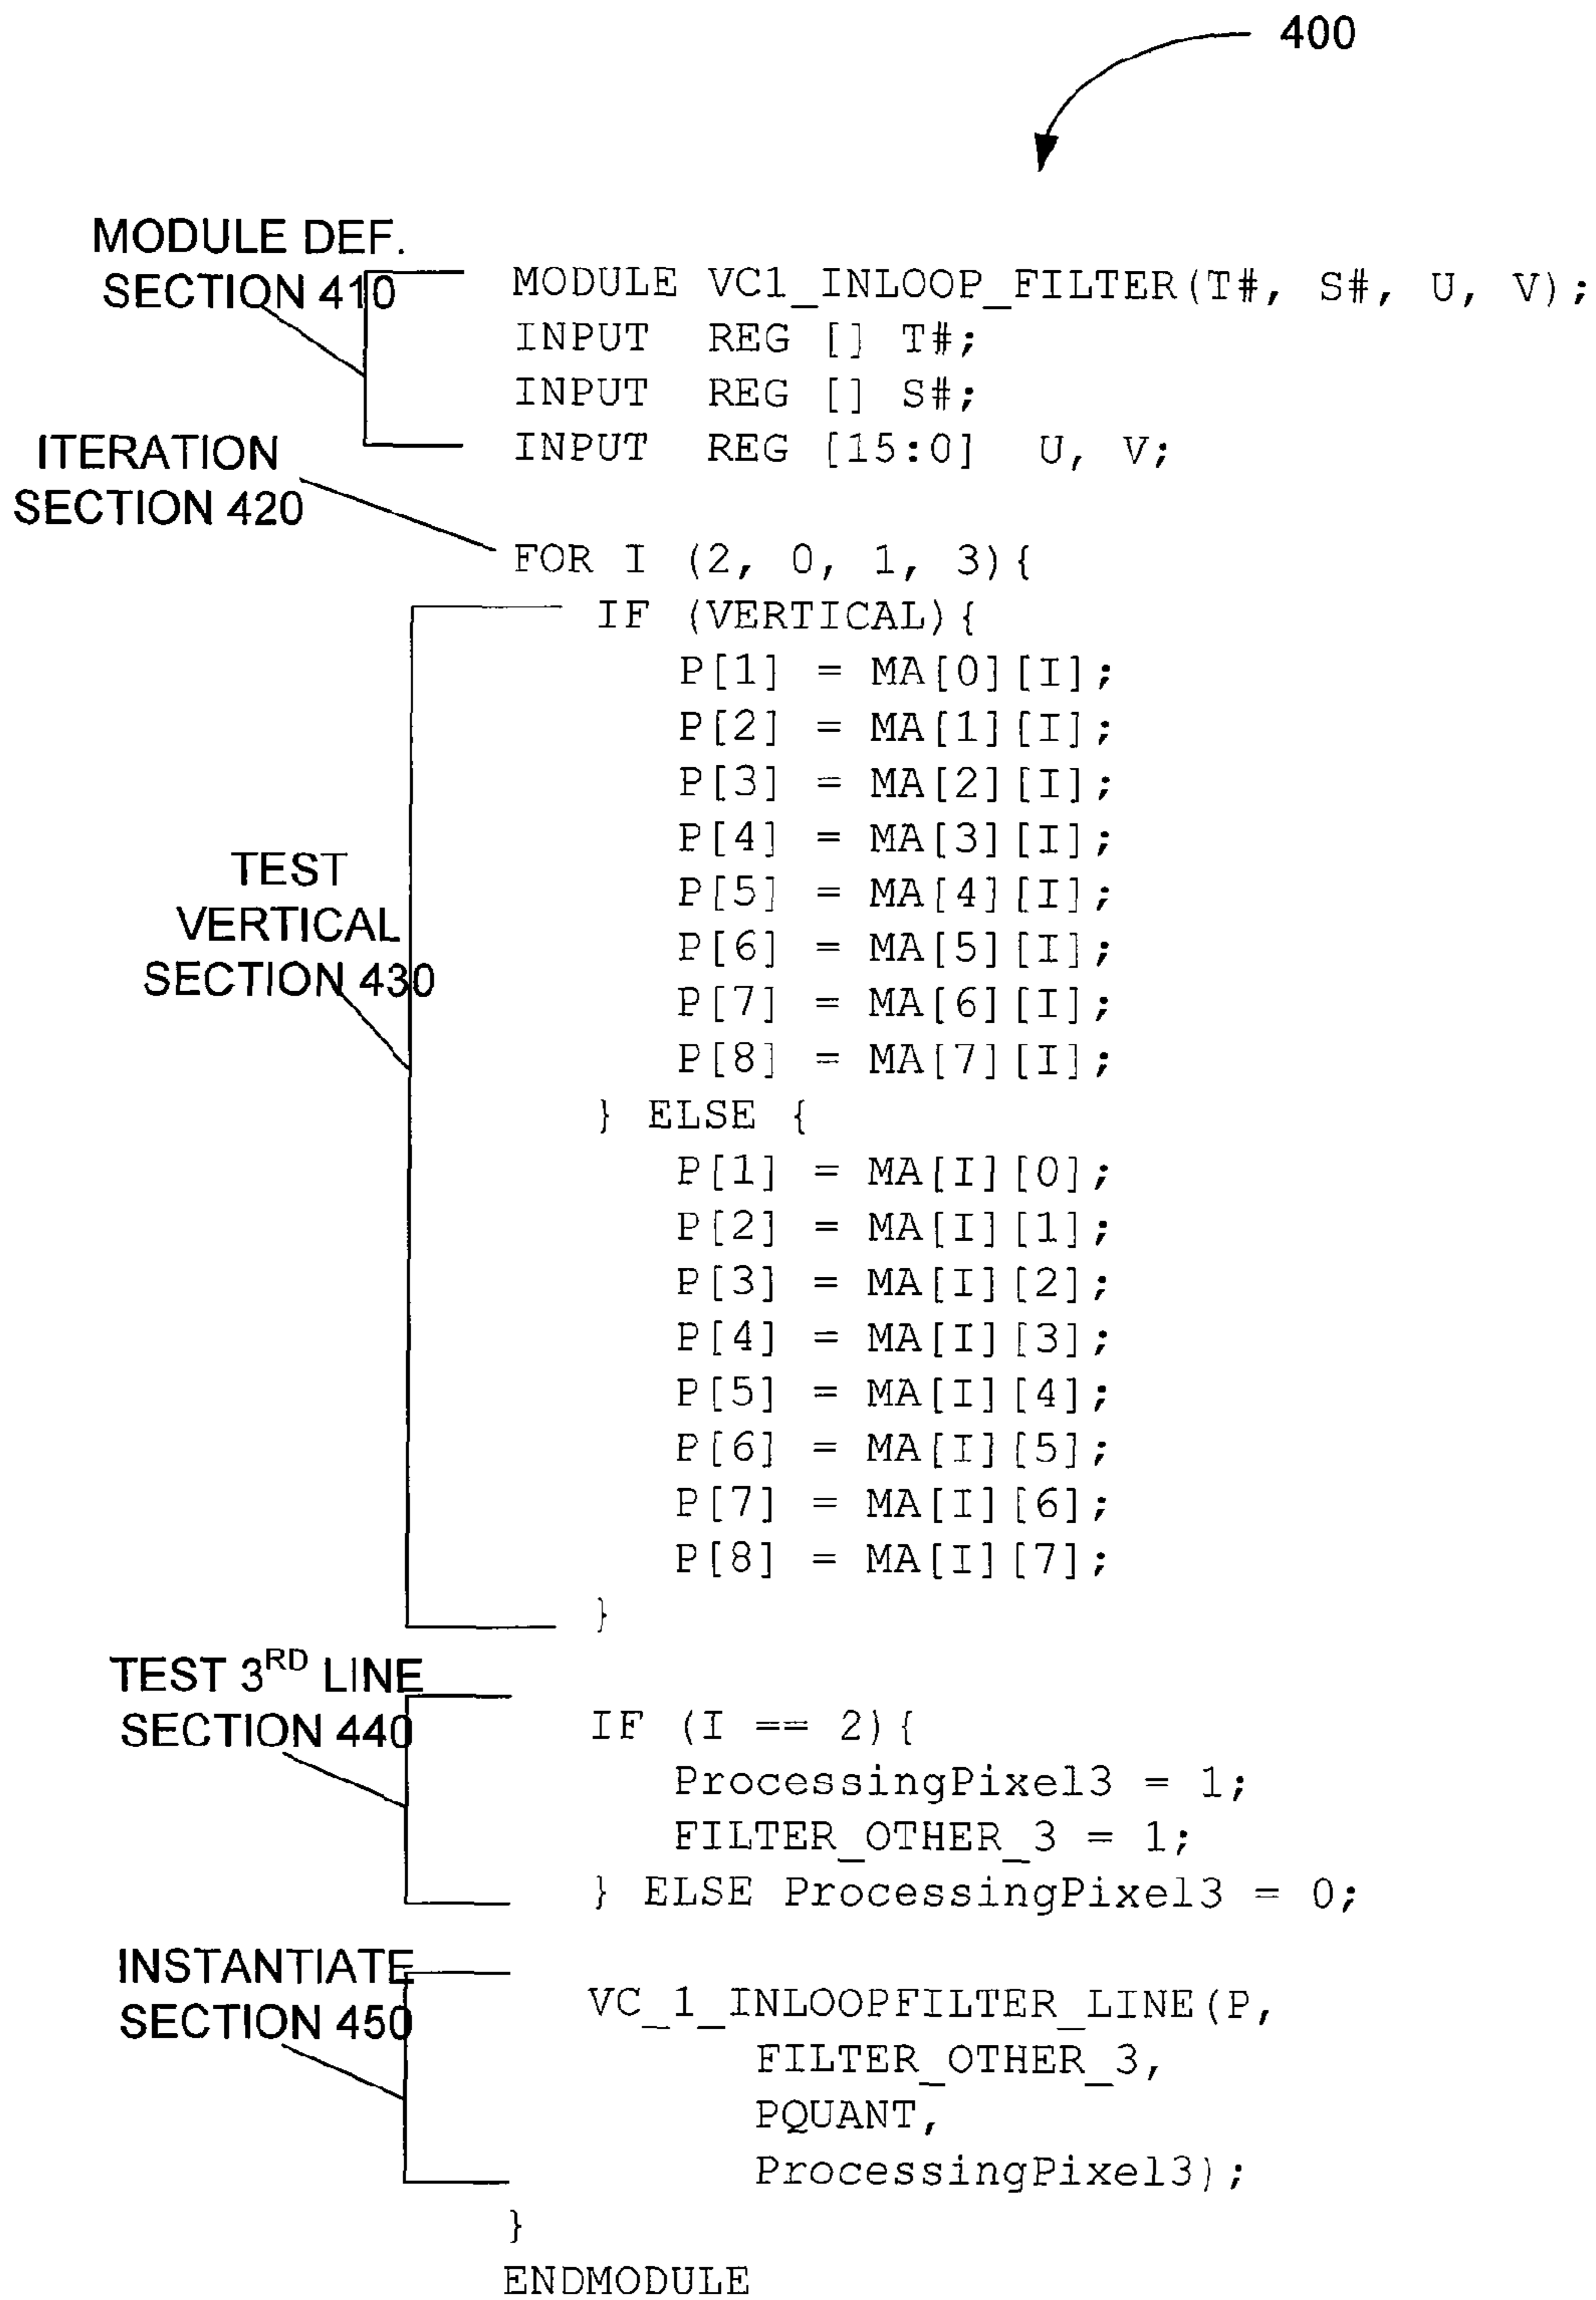 400
MODULE DEF.
SECTION 410
MODULE VC1_INLOOP_FILTER(T#, S#, U, V);
INPUT REG [] T#;
INPUT REG [] S#;
INPUT REG [15:0] U, V;
ITERATION
SECTION 420
FOR I (2, 0, 1, 3){
IF (VERTICAL){
P[1] = MA[0][I];
P[2] = MA[1][I];
P[3] = MA[2][I];
P[4] = MA[3][I];
P[5] = MA[4][I];
P[6] = MA[5][I];
P[7] = MA[6][I];
P[8] = MA[7][I];
TEST
VERTICAL
SECTION 430
} ELSE {
P[1] = MA[I][0];
P[2] = MA[I][1];
P[3] = MA[I][2];
P[4] = MA[I][3];
P[5] = MA[I][4];
P[6] = MA[I][5];
P[7] = MA[I][6];
P[8] = MA[I][7];
}
TEST 3RD LINE
SECTION 440
IF (I == 2){
ProcessingPixel3 = 1;
FILTER_OTHER_3 = 1;
} ELSE ProcessingPixel3 = 0;
INSTANTIATE
SECTION 450
VC_1_INLOOPFILTER_LINE(P,
FILTER_OTHER_3,
PQUANT,
ProcessingPixel3);
}
ENDMODULE